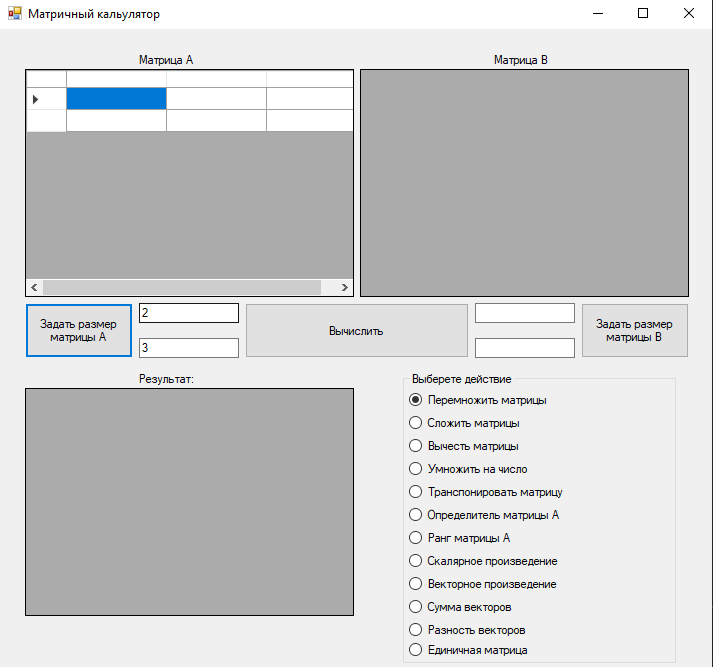 Матричный кальулятор
Матрица A
Матрица B
Задать размер
матрицы A
2
3
Вычислить
Задать размер
матрицы B
Результат:
Выберете действие
Перемножить матрицы
Сложить матрицы
Вычесть матрицы
Умножить на число
Транспонировать матрицу
Определитель матрицы A
Ранг матрицы A
Скалярное произведение
Векторное произведение
Сумма векторов
Разность векторов
Единичная матрица